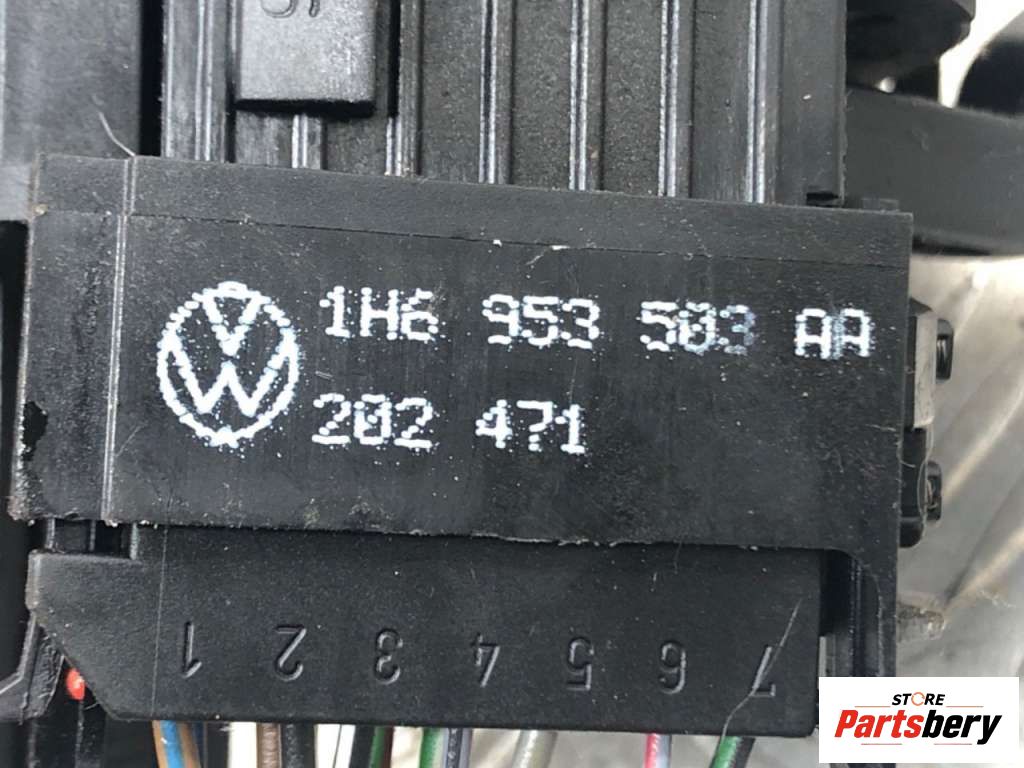 1H6 953 503 AA
202 471
1 2 3 4 5 6 7
STORE
Partsbery